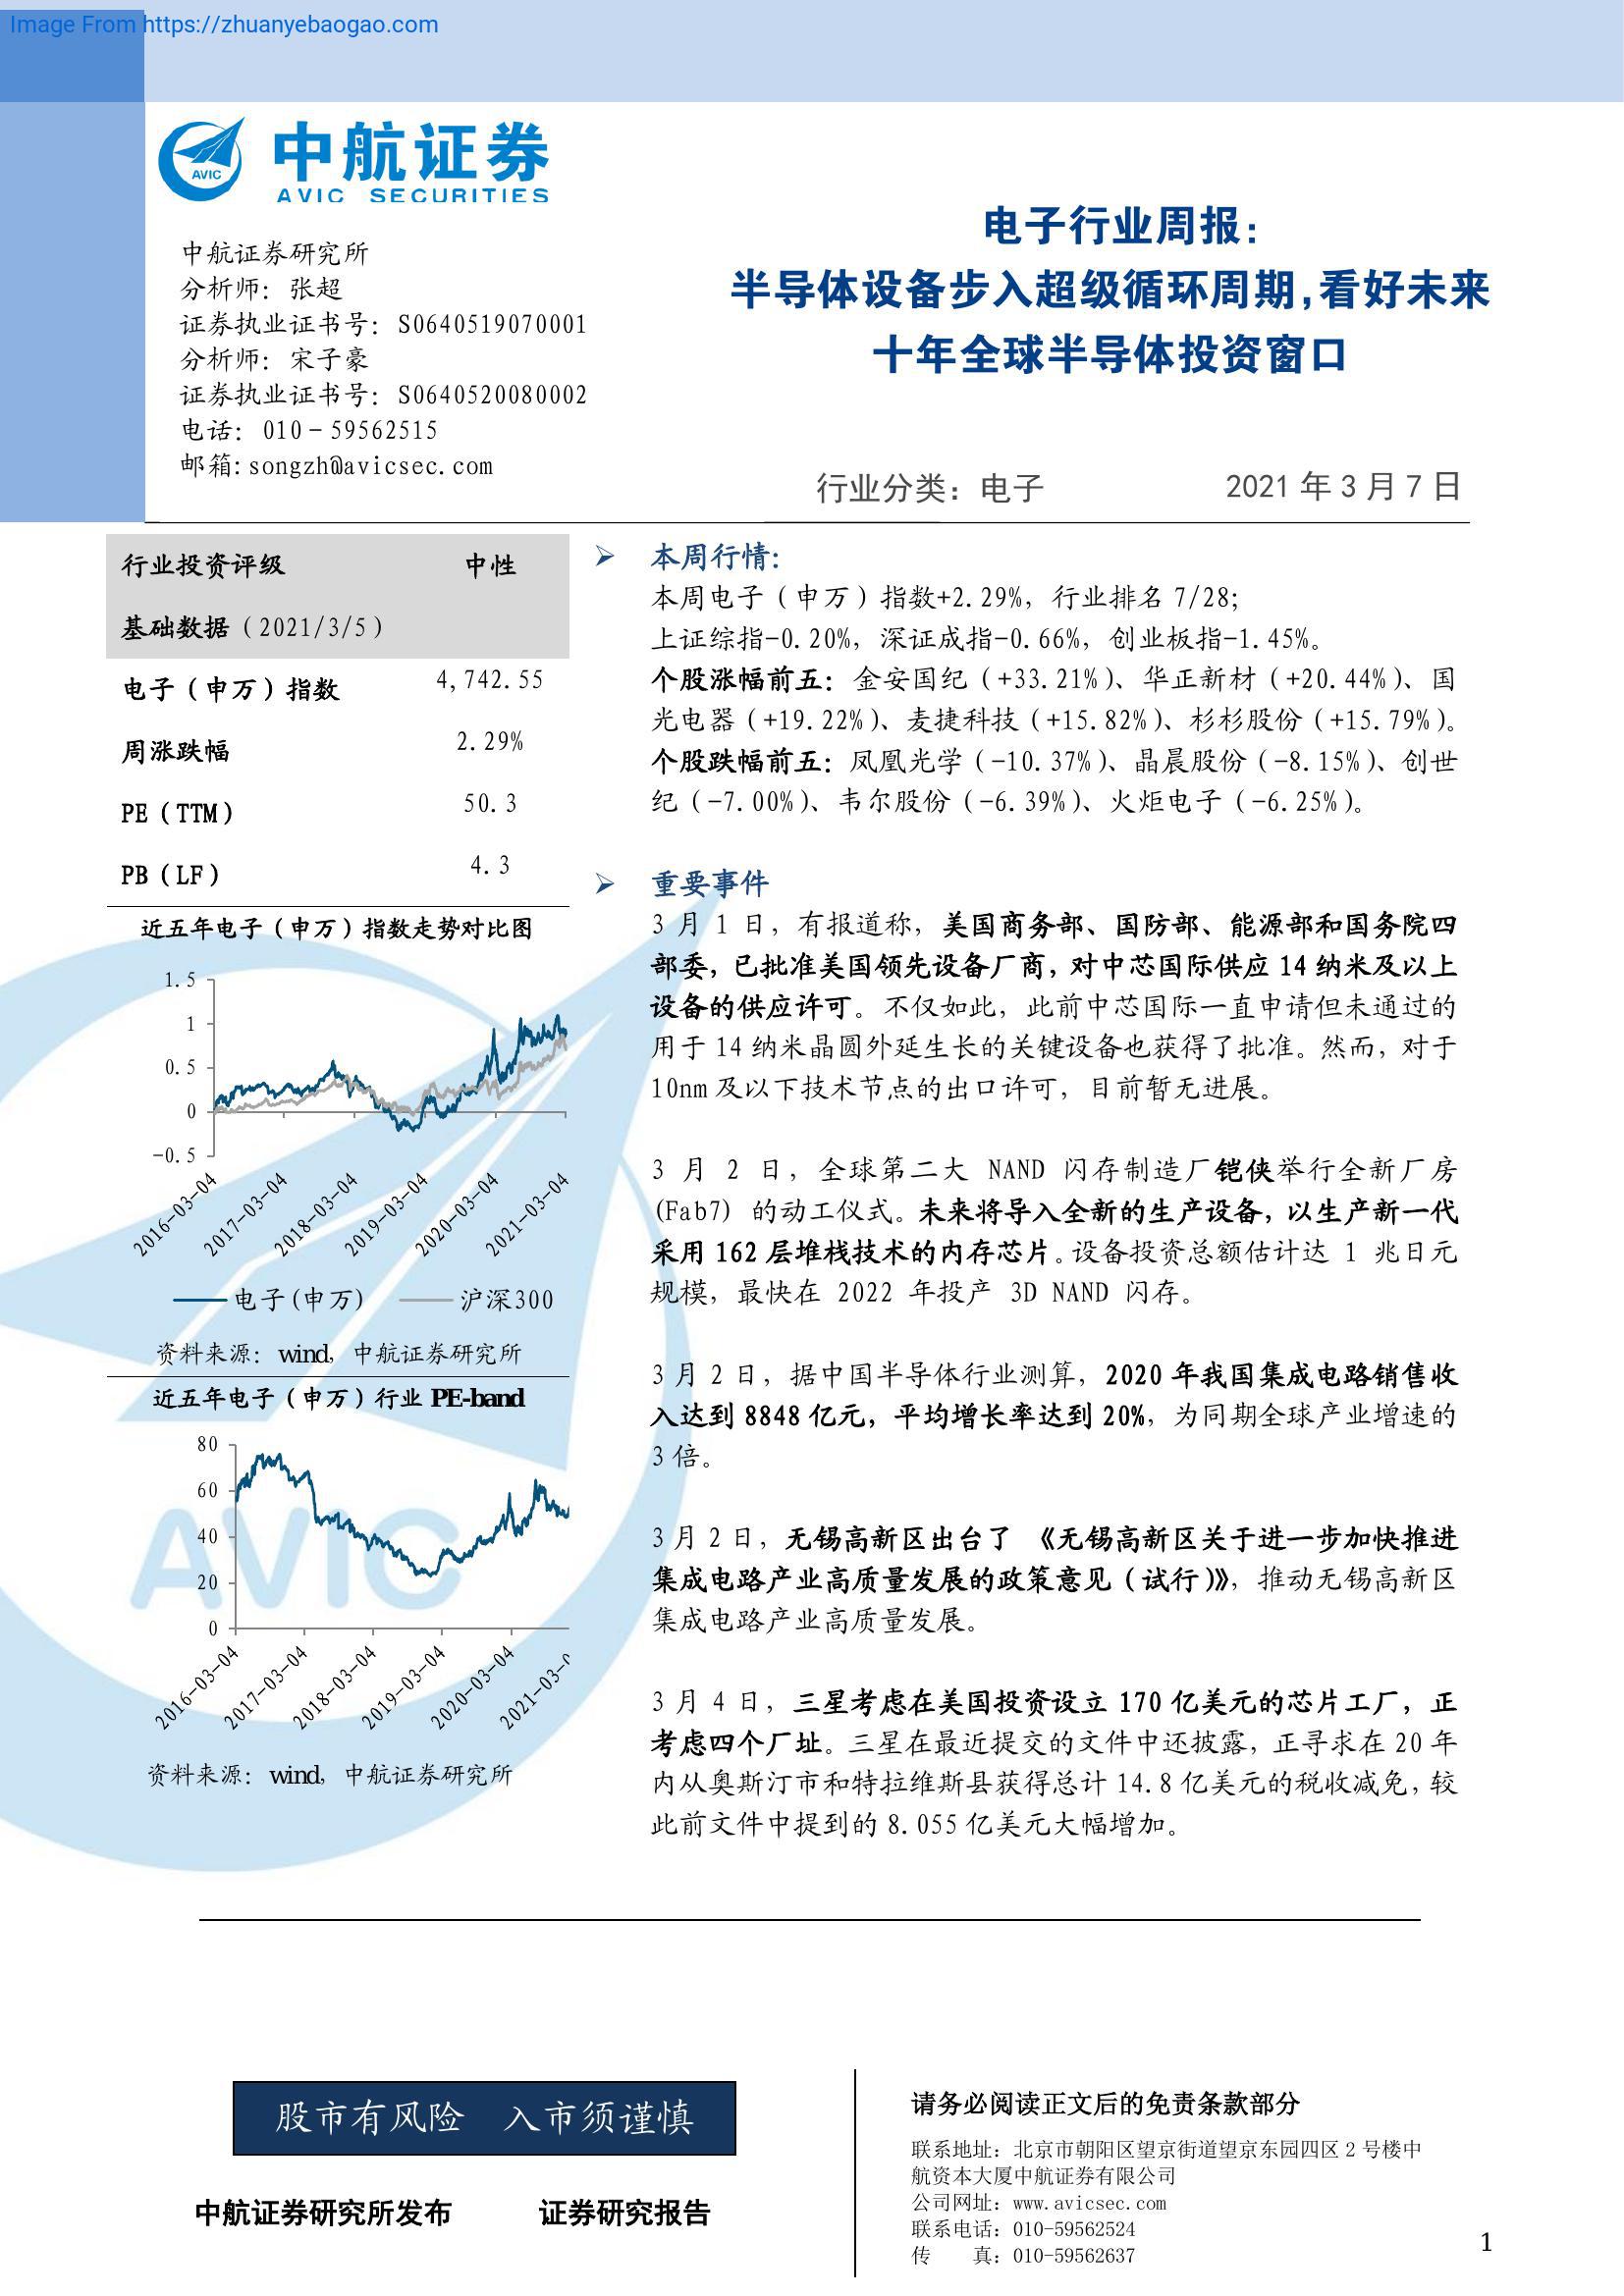 Image From https://zhuanyebaogao.com
AVIC
中航证券
AVIC SECURITIES
中航证券研究所
分析师：张超
证券执业证书号：S0640519070001
分析师：宋子豪
证券执业证书号：S0640520080002
电话：010－59562515
邮箱:songzh@avicsec.com
电子行业周报：
半导体设备步入超级循环周期,看好未来
十年全球半导体投资窗口
行业分类：电子 2021 年 3 月 7 日
行业投资评级 中性
基础数据（2021/3/5）
电子（申万）指数 4,742.55
周涨跌幅 2.29%
PE（TTM） 50.3
PB（LF） 4.3
近五年电子（申万）指数走势对比图
1.5
1
0.5
0
-0.5
2016-03-04
2017-03-04
2018-03-04
2019-03-04
2020-03-04
2021-03-04
电子(申万) 沪深300
资料来源：wind，中航证券研究所
近五年电子（申万）行业 PE-band
80
60
40
20
0
2016-03-04
2017-03-04
2018-03-04
2019-03-04
2020-03-04
2021-03-0
资料来源：wind，中航证券研究所
AVIC
➢ 本周行情：
本周电子（申万）指数+2.29%，行业排名 7/28；
上证综指-0.20%，深证成指-0.66%，创业板指-1.45%。
个股涨幅前五：金安国纪（+33.21%）、华正新材（+20.44%）、国
光电器（+19.22%）、麦捷科技（+15.82%）、杉杉股份（+15.79%）。
个股跌幅前五：凤凰光学（-10.37%）、晶晨股份（-8.15%）、创世
纪（-7.00%）、韦尔股份（-6.39%）、火炬电子（-6.25%）。
➢ 重要事件
3 月 1 日，有报道称，美国商务部、国防部、能源部和国务院四
部委，已批准美国领先设备厂商，对中芯国际供应 14 纳米及以上
设备的供应许可。不仅如此，此前中芯国际一直申请但未通过的
用于 14 纳米晶圆外延生长的关键设备也获得了批准。然而，对于
10nm 及以下技术节点的出口许可，目前暂无进展。
3 月 2 日，全球第二大 NAND 闪存制造厂铠侠举行全新厂房
(Fab7) 的动工仪式。未来将导入全新的生产设备，以生产新一代
采用 162 层堆栈技术的内存芯片。设备投资总额估计达 1 兆日元
规模，最快在 2022 年投产 3D NAND 闪存。
3 月 2 日，据中国半导体行业测算，2020 年我国集成电路销售收
入达到 8848 亿元，平均增长率达到 20%，为同期全球产业增速的
3 倍。
3 月 2 日，无锡高新区出台了 《无锡高新区关于进一步加快推进
集成电路产业高质量发展的政策意见（试行）》，推动无锡高新区
集成电路产业高质量发展。
3 月 4 日，三星考虑在美国投资设立 170 亿美元的芯片工厂，正
考虑四个厂址。三星在最近提交的文件中还披露，正寻求在 20 年
内从奥斯汀市和特拉维斯县获得总计 14.8 亿美元的税收减免，较
此前文件中提到的 8.055 亿美元大幅增加。
股市有风险 入市须谨慎
中航证券研究所发布 证券研究报告
请务必阅读正文后的免责条款部分
联系地址：北京市朝阳区望京街道望京东园四区 2 号楼中
航资本大厦中航证券有限公司
公司网址：www.avicsec.com
联系电话：010-59562524
传 真：010-59562637
1